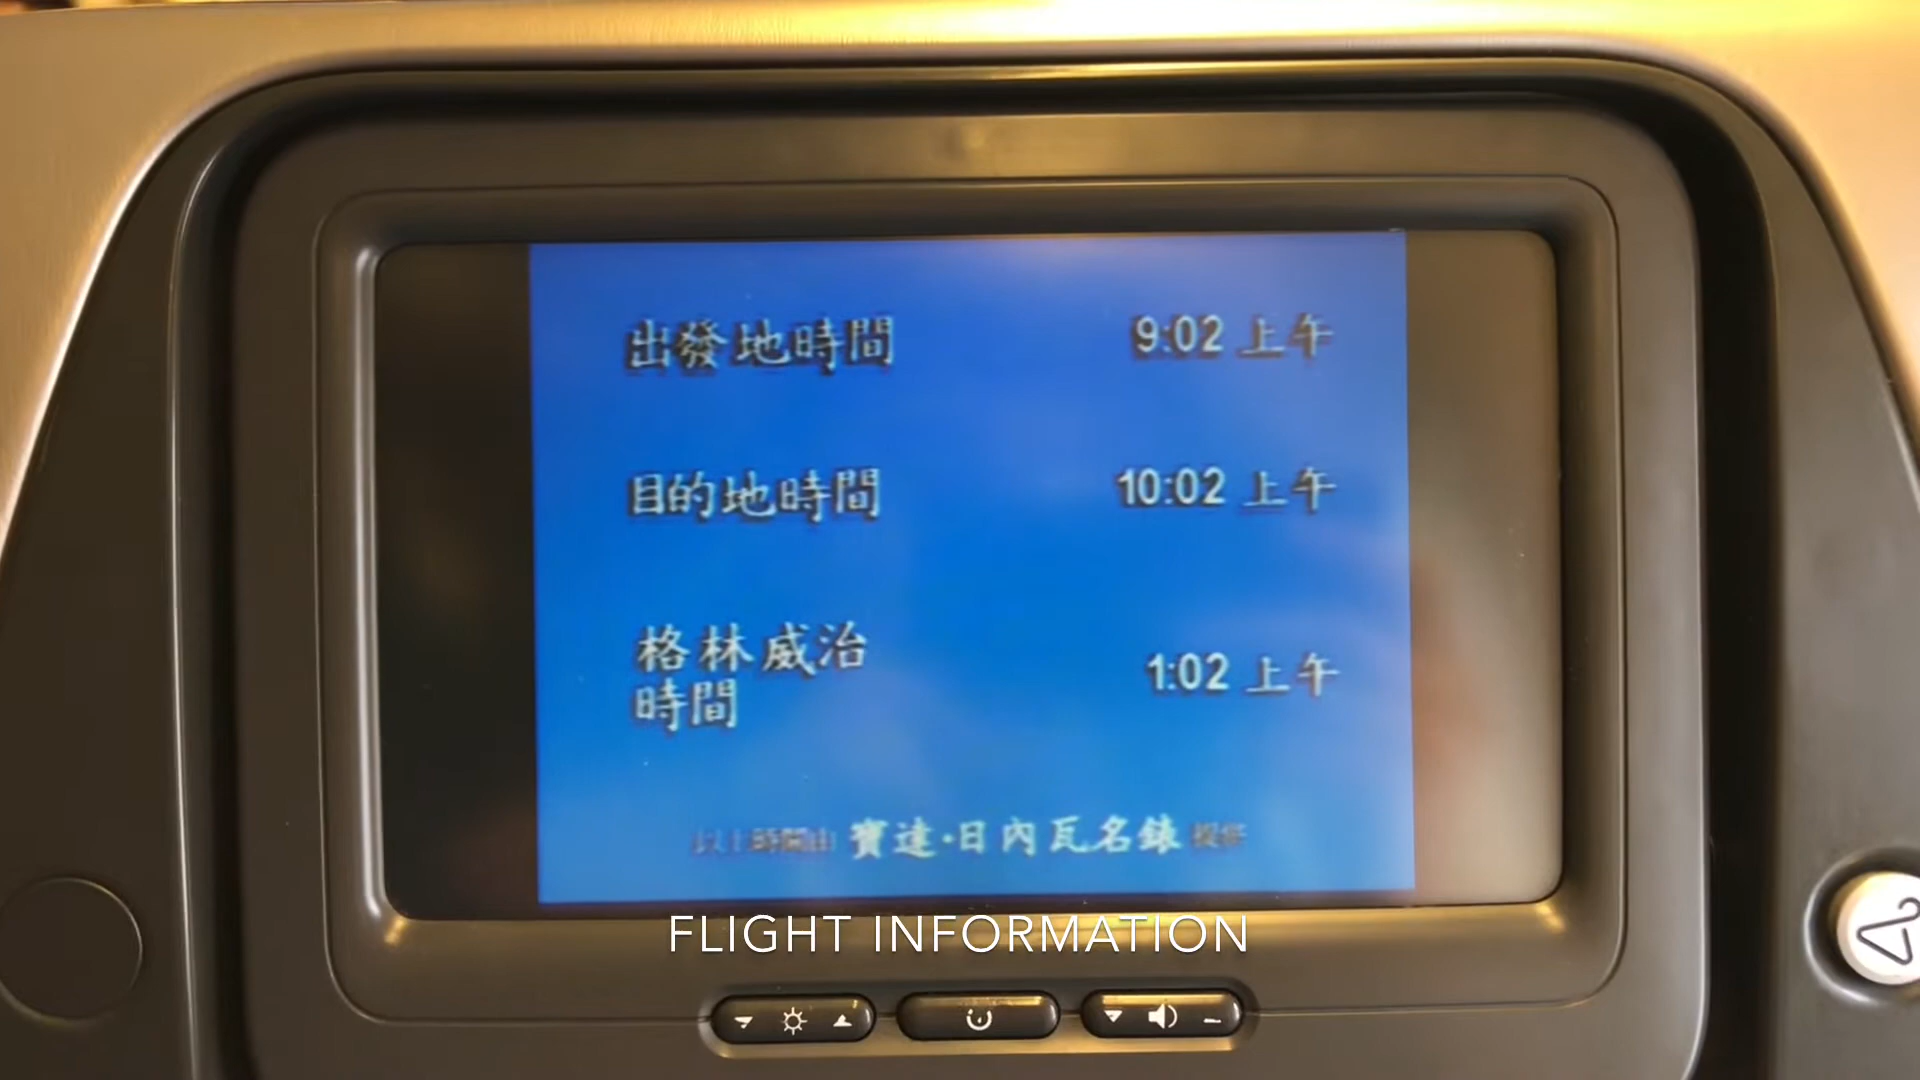 出發地時間 9:02 上午
目的地時間 10:02 上午
格林威治 1:02 上午
時間
以上時間由 寶達·日內瓦名錶 提供
FLIGHT INFORMATION